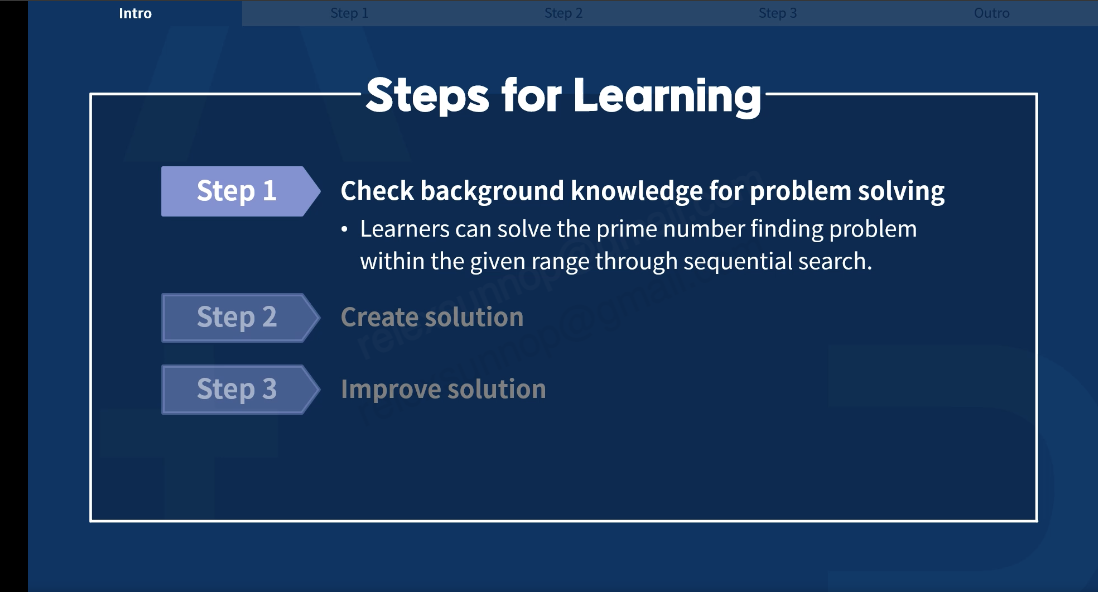 Intro Step 1 Step 2 Step 3 Outro
Steps for Learning
Step 1 Check background knowledge for problem solving
• Learners can solve the prime number finding problem
within the given range through sequential search.
Step 2 Create solution
Step 3 Improve solution